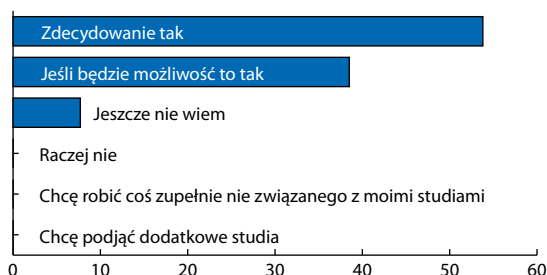 Zdecydowanie tak
Jeśli będzie możliwość to tak
Jeszcze nie wiem
Raczej nie
Chcę robić coś zupełnie nie związanego z moimi studiami
Chcę podjąć dodatkowe studia
0 10 20 30 40 50 60